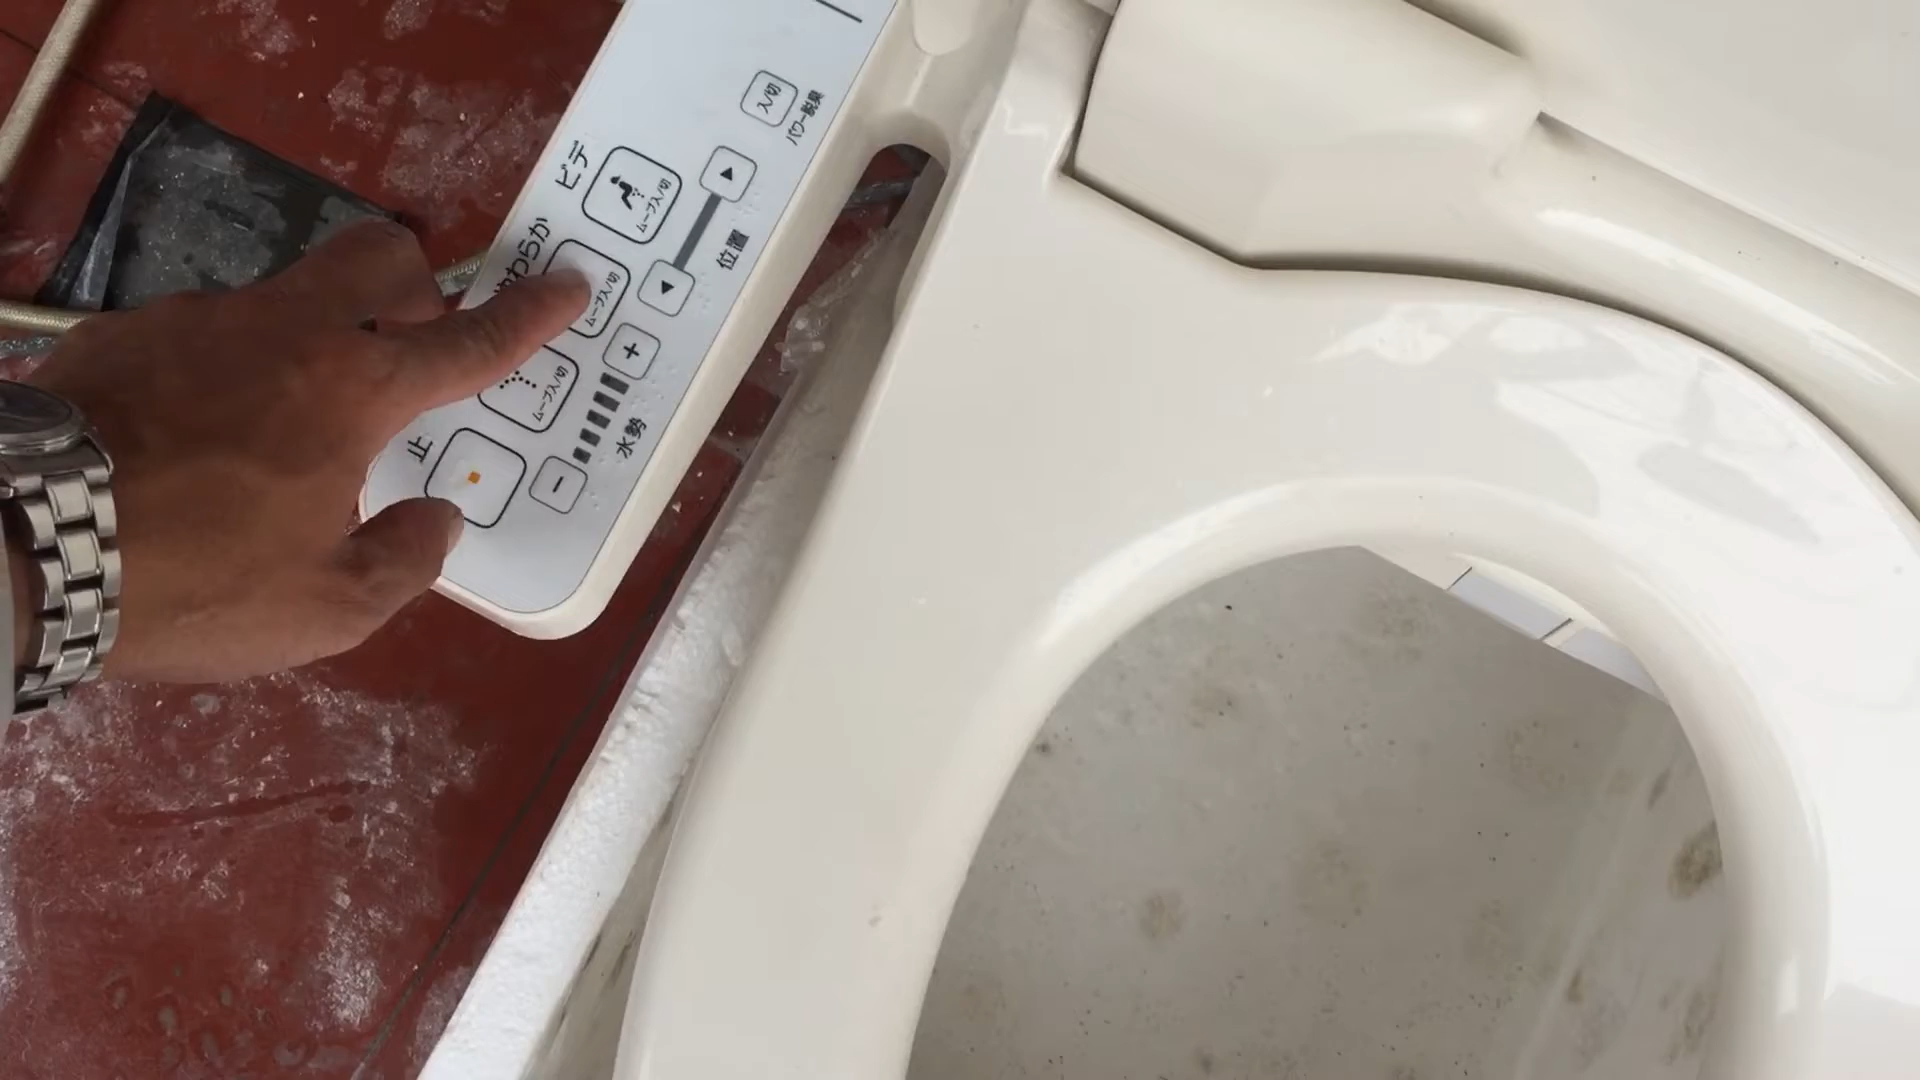 止
ムーブ入/切
やわらか
ムーブ入/切
ビデ
ムーブ入/切
−
+
水勢
◀
▶
位置
入/切
パワー脱臭